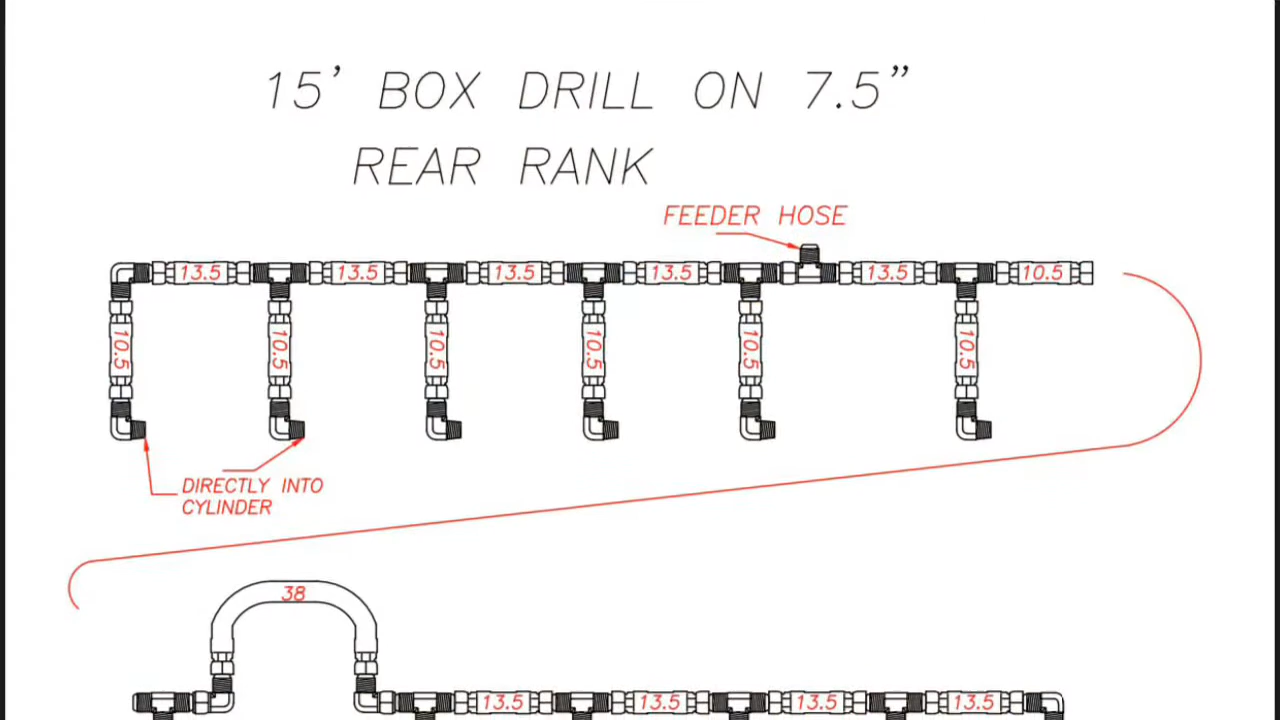 15' BOX DRILL ON 7.5"
REAR RANK
FEEDER HOSE
13.5 13.5 13.5 13.5 13.5 10.5
10.5 10.5 10.5 10.5 10.5 10.5
DIRECTLY INTO
CYLINDER
38
13.5 13.5 13.5 13.5